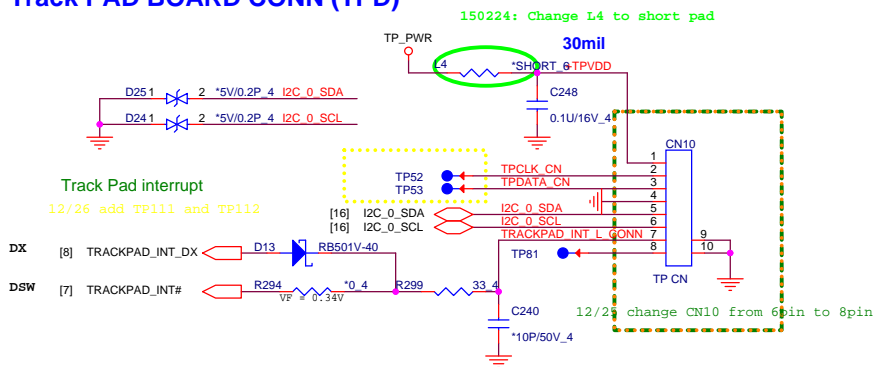 Track PAD BOARD CONN (TPD)
150224: Change L4 to short pad
TP_PWR
30mil
L4
*SHORT_6
+TPVDD
D25 1 2 *5V/0.2P_4 I2C_0_SDA
C248
0.1U/16V_4
D24 1 2 *5V/0.2P_4 I2C_0_SCL
CN10
1
TP52 TPCLK_CN 2
TP53 TPDATA_CN 3
4
Track Pad interrupt
12/26 add TP111 and TP112
[16] I2C_0_SDA I2C_0_SDA 5
[16] I2C_0_SCL I2C_0_SCL 6
TRACKPAD_INT_L_CONN 7 9
TP81 8 10
DX [8] TRACKPAD_INT_DX D13 RB501V-40
TP CN
DSW [7] TRACKPAD_INT# R294 *0_4 R299 33_4
VF = 0.34V
C240
12/25 change CN10 from 6pin to 8pin
*10P/50V_4